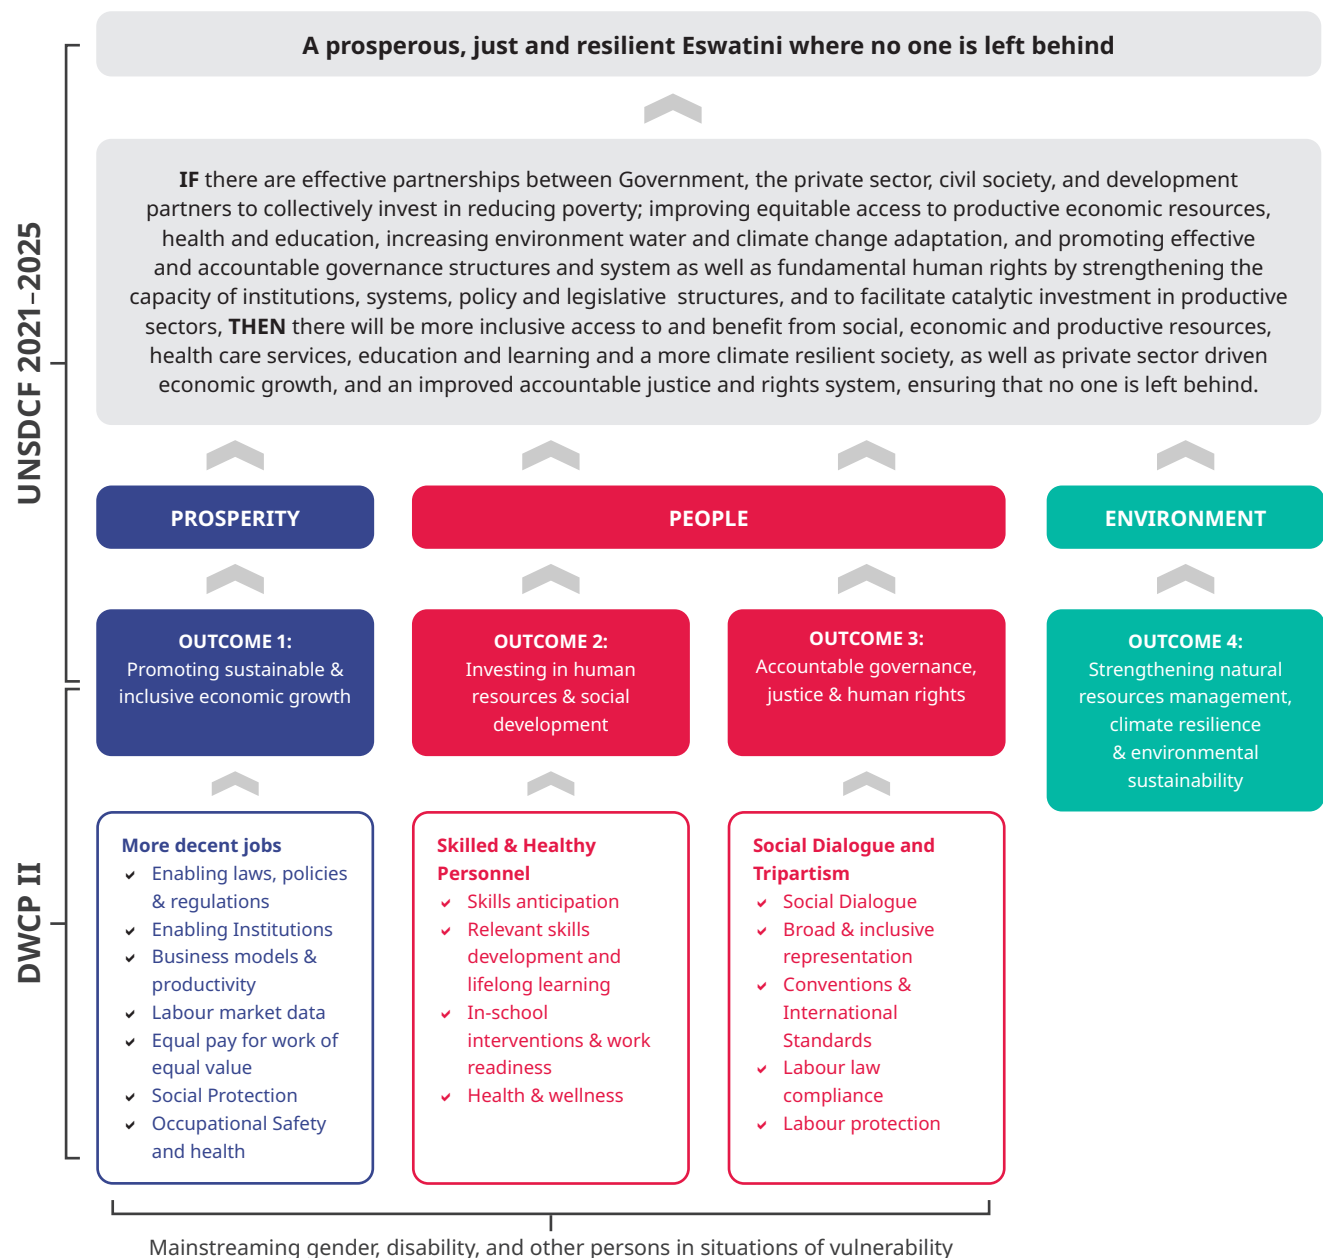 A prosperous, just and resilient Eswatini where no one is left behind
IF there are effective partnerships between Government, the private sector, civil society, and development
partners to collectively invest in reducing poverty; improving equitable access to productive economic resources,
health and education, increasing environment water and climate change adaptation, and promoting effective
and accountable governance structures and system as well as fundamental human rights by strengthening the
capacity of institutions, systems, policy and legislative structures, and to facilitate catalytic investment in productive
sectors, THEN there will be more inclusive access to and benefit from social, economic and productive resources,
health care services, education and learning and a more climate resilient society, as well as private sector driven
economic growth, and an improved accountable justice and rights system, ensuring that no one is left behind.
UNSDCF 2021–2025
PROSPERITY
PEOPLE
ENVIRONMENT
OUTCOME 1:
Promoting sustainable &
inclusive economic growth
OUTCOME 2:
Investing in human
resources & social
development
OUTCOME 3:
Accountable governance,
justice & human rights
OUTCOME 4:
Strengthening natural
resources management,
climate resilience
& environmental
sustainability
DWCP II
More decent jobs
Enabling laws, policies
& regulations
Enabling Institutions
Business models &
productivity
Labour market data
Equal pay for work of
equal value
Social Protection
Occupational Safety
and health
Skilled & Healthy
Personnel
Skills anticipation
Relevant skills
development and
lifelong learning
In-school
interventions & work
readiness
Health & wellness
Social Dialogue and
Tripartism
Social Dialogue
Broad & inclusive
representation
Conventions &
International
Standards
Labour law
compliance
Labour protection
Mainstreaming gender, disability, and other persons in situations of vulnerability